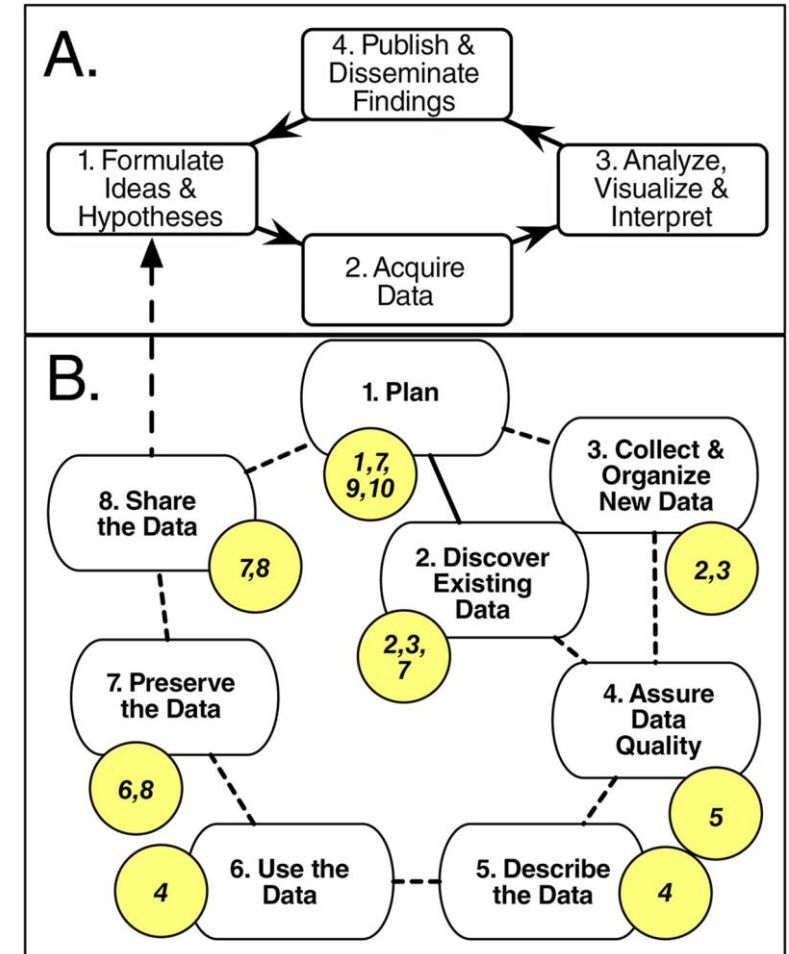 A.
4. Publish &
Disseminate
Findings
1. Formulate
Ideas &
Hypotheses
3. Analyze,
Visualize &
Interpret
2. Acquire
Data
B.
1. Plan
1,7,
9,10
3. Collect &
Organize
New Data
2,3
8. Share
the Data
7,8
2. Discover
Existing
Data
2,3,
7
7. Preserve
the Data
6,8
4. Assure
Data
Quality
5
6. Use the
Data
4
5. Describe
the Data
4